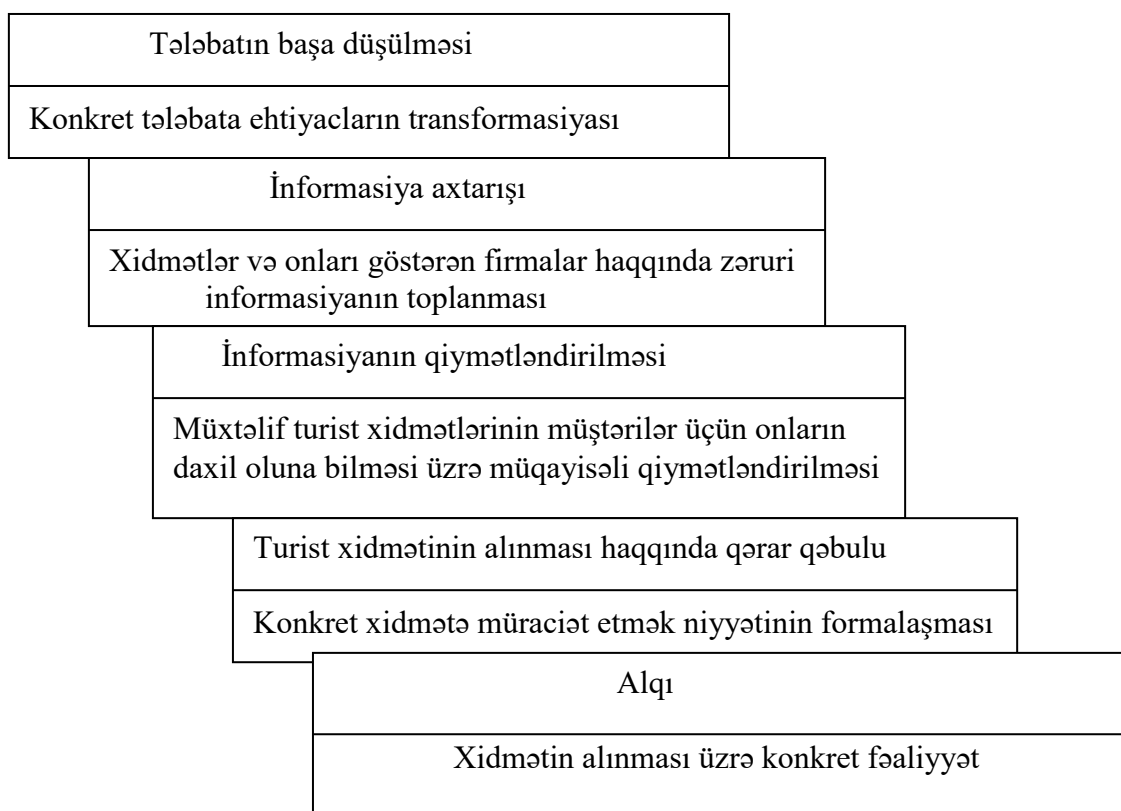 Tələbatın başa düşülməsi
Konkret tələbata ehtiyacların transformasiyası
İnformasiya axtarışı
Xidmətlər və onları göstərən firmalar haqqında zəruri
informasiyanın toplanması
İnformasiyanın qiymətləndirilməsi
Müxtəlif turist xidmətlərinin müştərilər üçün onların
daxil oluna bilməsi üzrə müqayisəli qiymətləndirilməsi
Turist xidmətinin alınması haqqında qərar qəbulu
Konkret xidmətə müraciət etmək niyyətinin formalaşması
Alqı
Xidmətin alınması üzrə konkret fəaliyyət